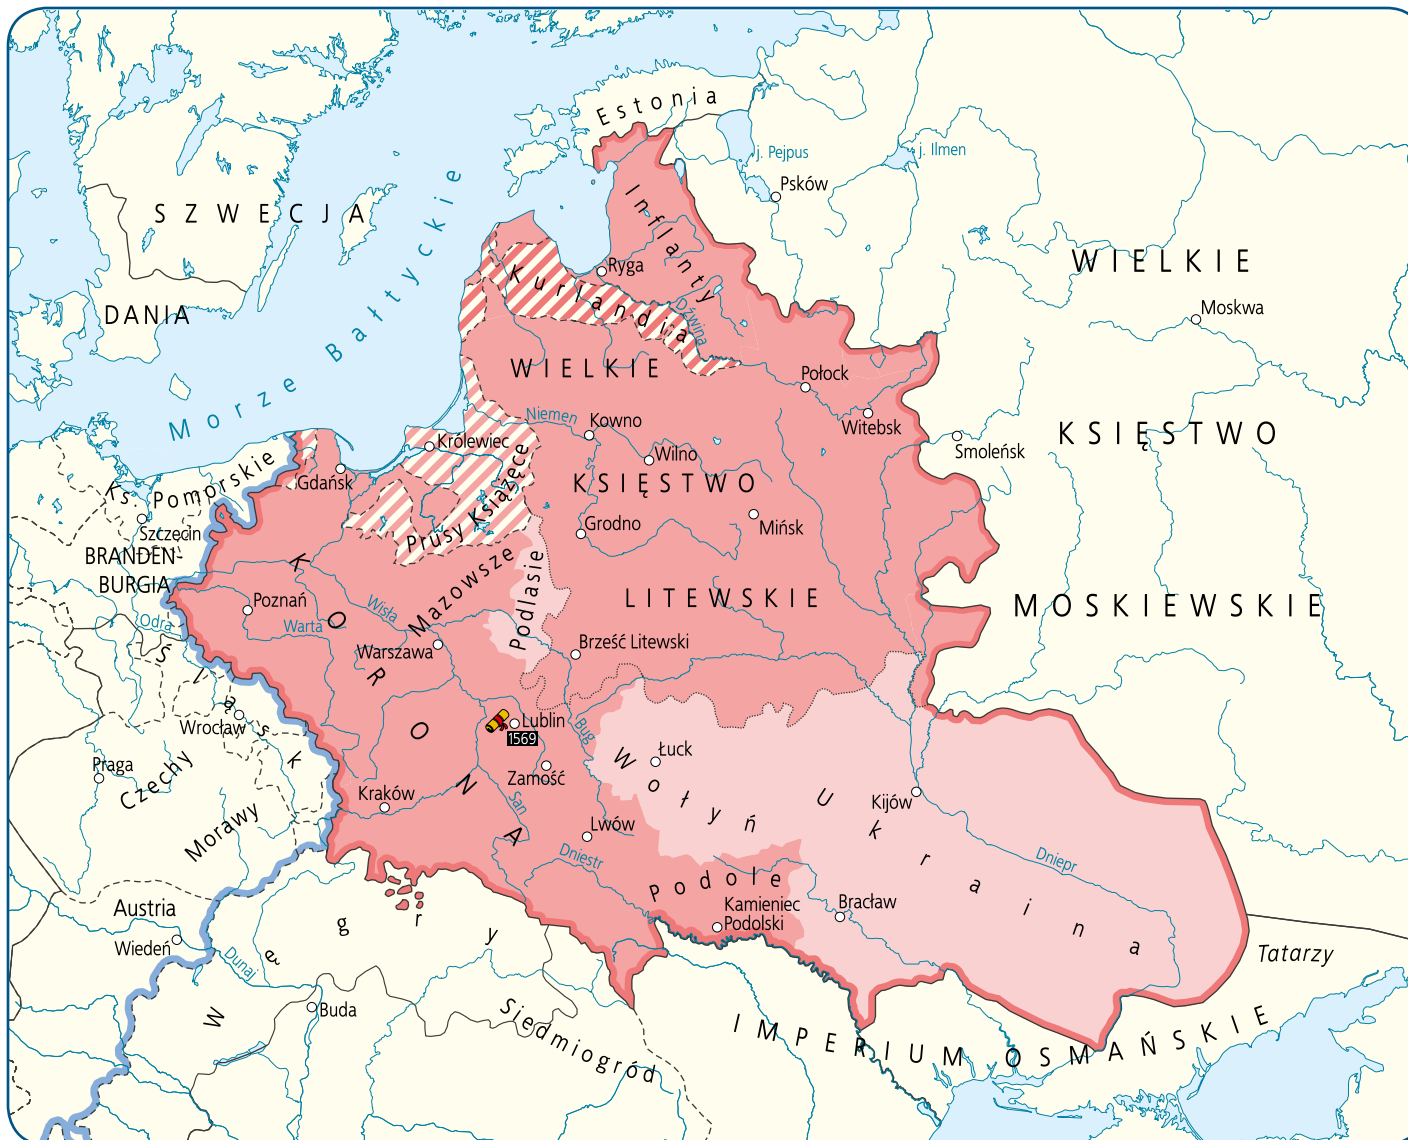 Estonia
j. Pejpus
j. Ilmen
Psków
SZWECJA
Inflanty
Morze Bałtyckie
WIELKIE
Ryga
Kurlandia
Moskwa
DANIA
Dźwina
WIELKIE
Połock
Witebsk
Niemen
Kowno
KSIĘSTWO
Królewiec
Wilno
Smoleńsk
Ks. Pomorskie
Gdańsk
KSIĘSTWO
Prusy Książęce
Szczecin
Grodno
Mińsk
BRANDEN-
BURGIA
KORONA
Mazowsze
Podlasie
Poznań
Wisła
LITEWSKIE
MOSKIEWSKIE
Odra
Warta
Warszawa
Brześć Litewski
Śląsk
Wrocław
Lublin
1569
Bug
Praga
Czechy
Zamość
Wołyń
Łuck
Kraków
San
Kijów
Ukraina
Morawy
Lwów
Dniestr
Dniepr
Podole
Austria
Kamieniec
Podolski
Bracław
Wiedeń
Węgry
Dunaj
Tatarzy
Buda
Siedmiogród
IMPERIUM OSMAŃSKIE